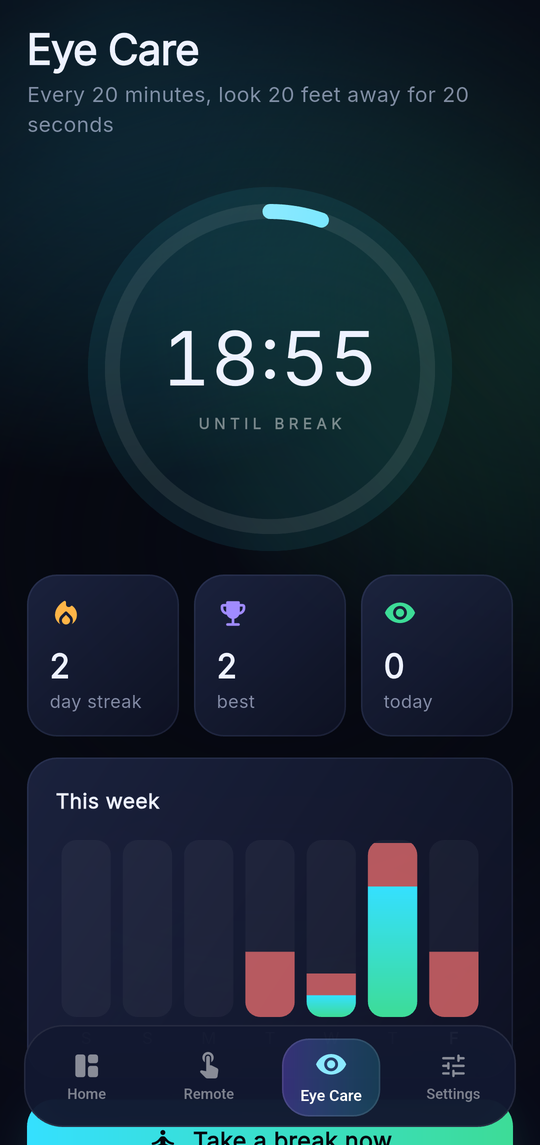 Eye Care
Every 20 minutes, look 20 feet away for 20
seconds
18:55
UNTIL BREAK
2
day streak
2
best
0
today
This week
Home
Remote
Eye Care
Settings
Take a break now